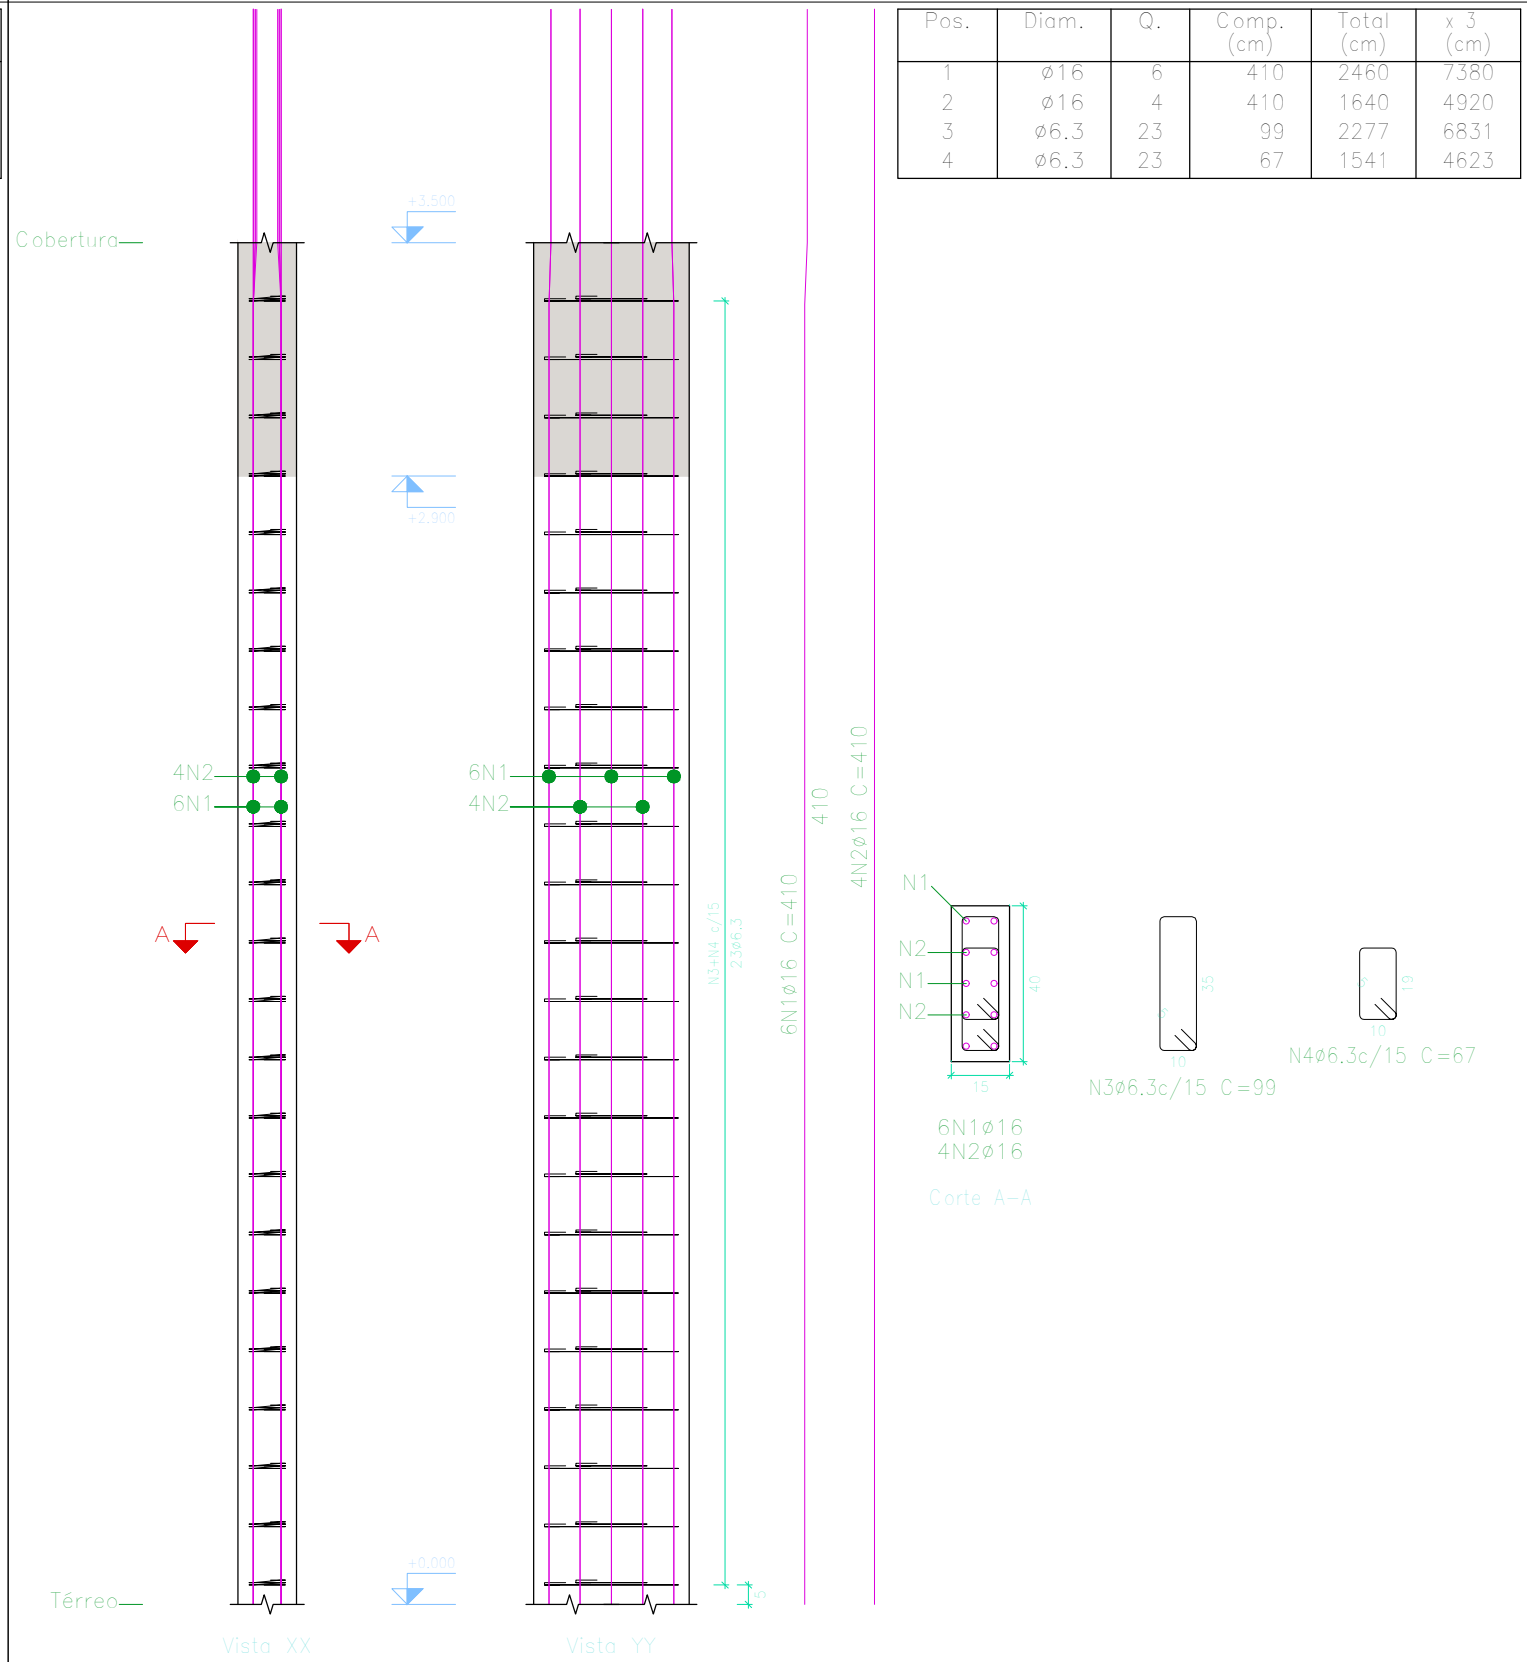 Pos. Diam. Q. Comp. (cm) Total (cm) x 3 (cm)
1 ø16 6 410 2460 7380
2 ø16 4 410 1640 4920
3 ø6.3 23 99 2277 6831
4 ø6.3 23 67 1541 4623
+3.500
Cobertura
+2.900
4N2
6N1
6N1
4N2
A
A
N3+N4 c/15
23ø6.3
6N1ø16 C=410
410
4N2ø16 C=410
N1
N2
N1
N2
40
15
6N1ø16
4N2ø16
Corte A-A
5
35
10
N3ø6.3c/15 C=99
5
19
10
N4ø6.3c/15 C=67
+0.000
Térreo
5
Vista XX
Vista YY